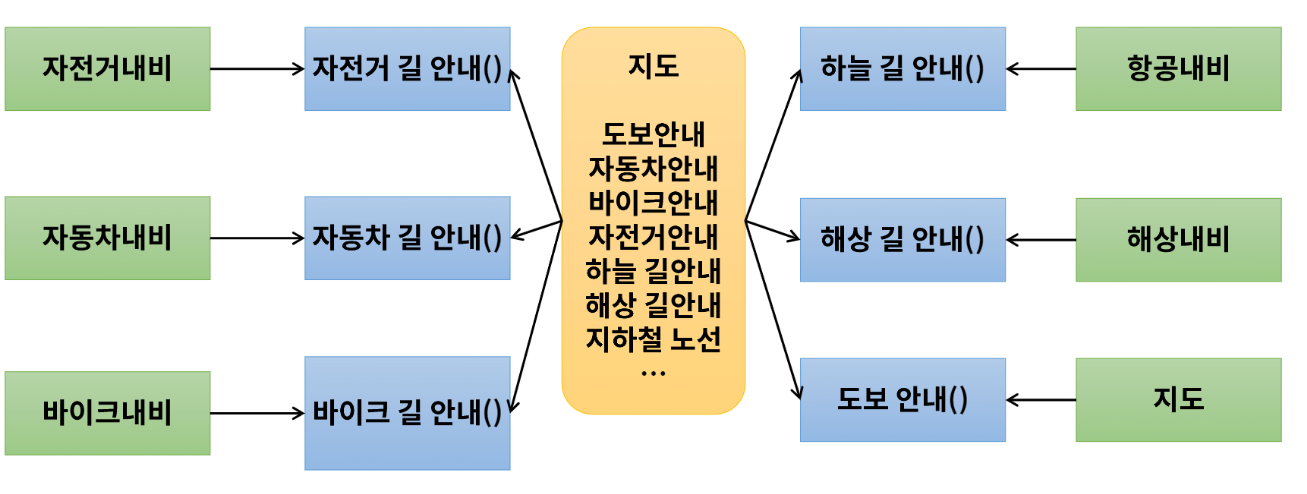 자전거내비
자전거 길 안내()
자동차내비
자동차 길 안내()
바이크내비
바이크 길 안내()
지도
도보안내
자동차안내
바이크안내
자전거안내
하늘 길안내
해상 길안내
지하철 노선
...
하늘 길 안내()
항공내비
해상 길 안내()
해상내비
도보 안내()
지도